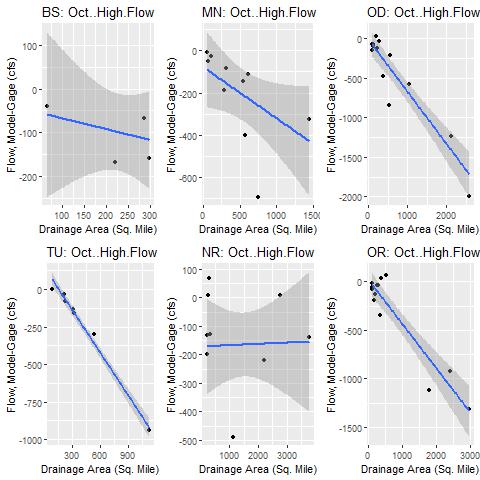 BS: Oct..High.Flow
MN: Oct..High.Flow
OD: Oct..High.Flow
Flow, Model-Gage (cfs)
100
0
-100
-200
100 150 200 250 300
Drainage Area (Sq. Mile)
Flow, Model-Gage (cfs)
0
-200
-400
-600
0 500 1000 1500
Drainage Area (Sq. Mile)
Flow, Model-Gage (cfs)
0
-500
-1000
-1500
-2000
0 1000 2000
Drainage Area (Sq. Mile)
TU: Oct..High.Flow
NR: Oct..High.Flow
OR: Oct..High.Flow
Flow, Model-Gage (cfs)
0
-250
-500
-750
-1000
300 600 900
Drainage Area (Sq. Mile)
Flow, Model-Gage (cfs)
100
0
-100
-200
-300
-400
-500
1000 2000 3000
Drainage Area (Sq. Mile)
Flow, Model-Gage (cfs)
0
-500
-1000
-1500
0 1000 2000 3000
Drainage Area (Sq. Mile)